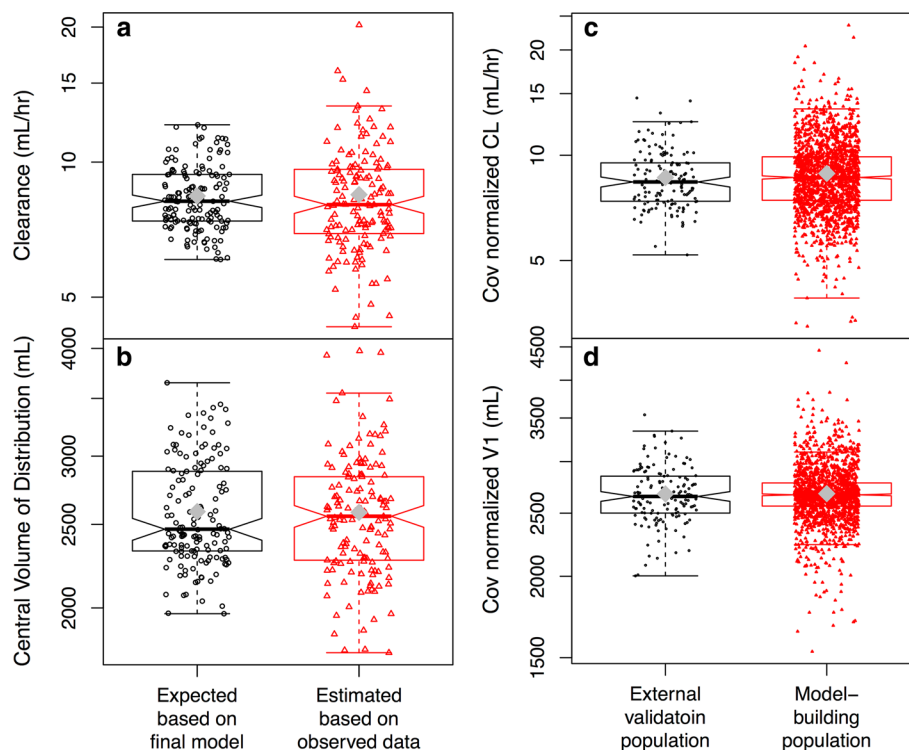 a
Clearance (mL/hr)
20
15
10
5
b
Central Volume of Distribution (mL)
4000
3000
2500
2000
Expected
based on
final model
Estimated
based on
observed data
c
Cov normalized CL (mL/hr)
20
15
10
5
d
Cov normalized V1 (mL)
4500
3500
2500
2000
1500
External
validatoin
population
Model–
building
population